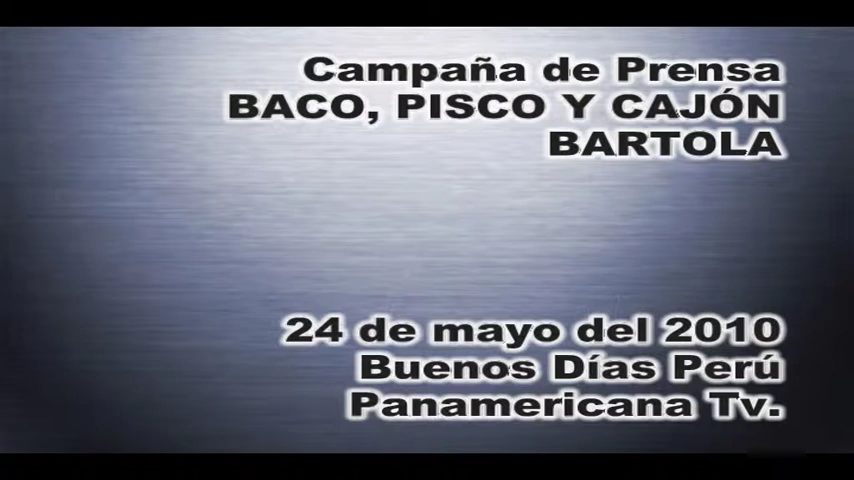 Campaña de Prensa
BACO, PISCO Y CAJÓN
BARTOLA
24 de mayo del 2010
Buenos Días Perú
Panamericana Tv.